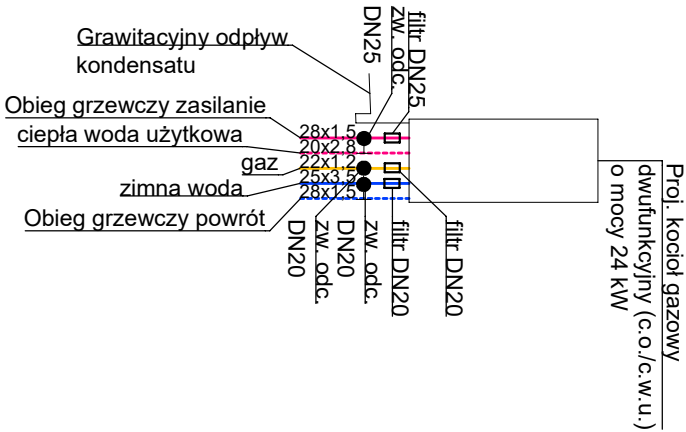 Grawitacyjny odpływ
kondensatu
Obieg grzewczy zasilanie
ciepła woda użytkowa
gaz
zimna woda
Obieg grzewczy powrót
28x1,5
20x2,8
22x1,2
25x3,5
28x1,5
filtr DN25
zw. odc.
DN25
filtr DN20
filtr DN20
zw. odc.
DN20
zw. odc.
DN20
Proj. kocioł gazowy
dwufunkcyjny (c.o./c.w.u.)
o mocy 24 kW